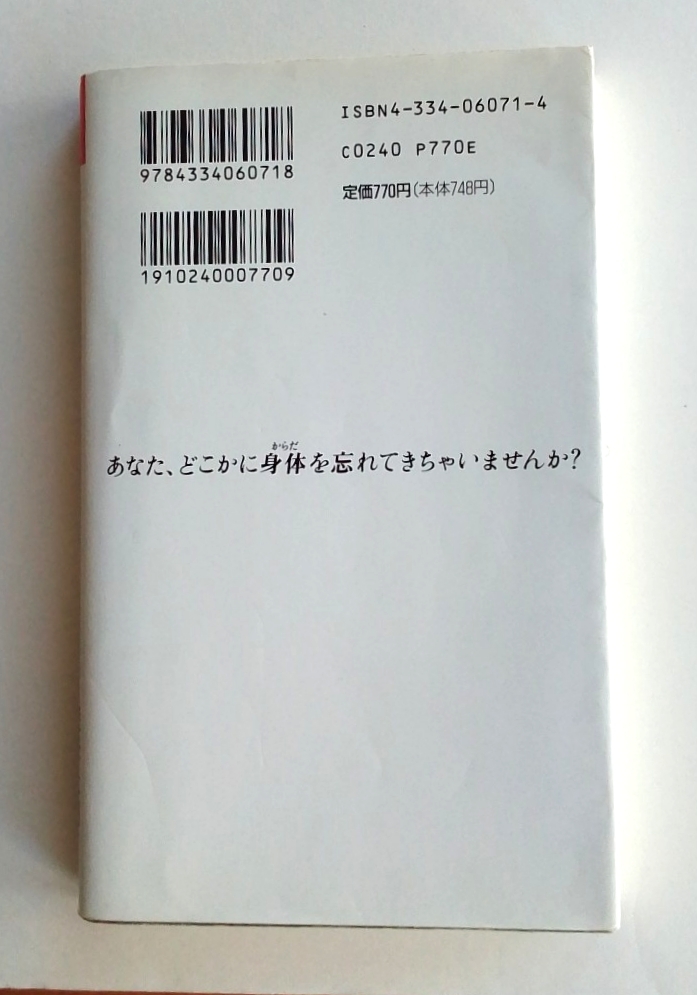 9784334060718
1910240007709
ISBN4-334-06071-4
C0240 P770E
定価770円(本体748円)
からだ
あなた、どこかに身体を忘れてきちゃいませんか?